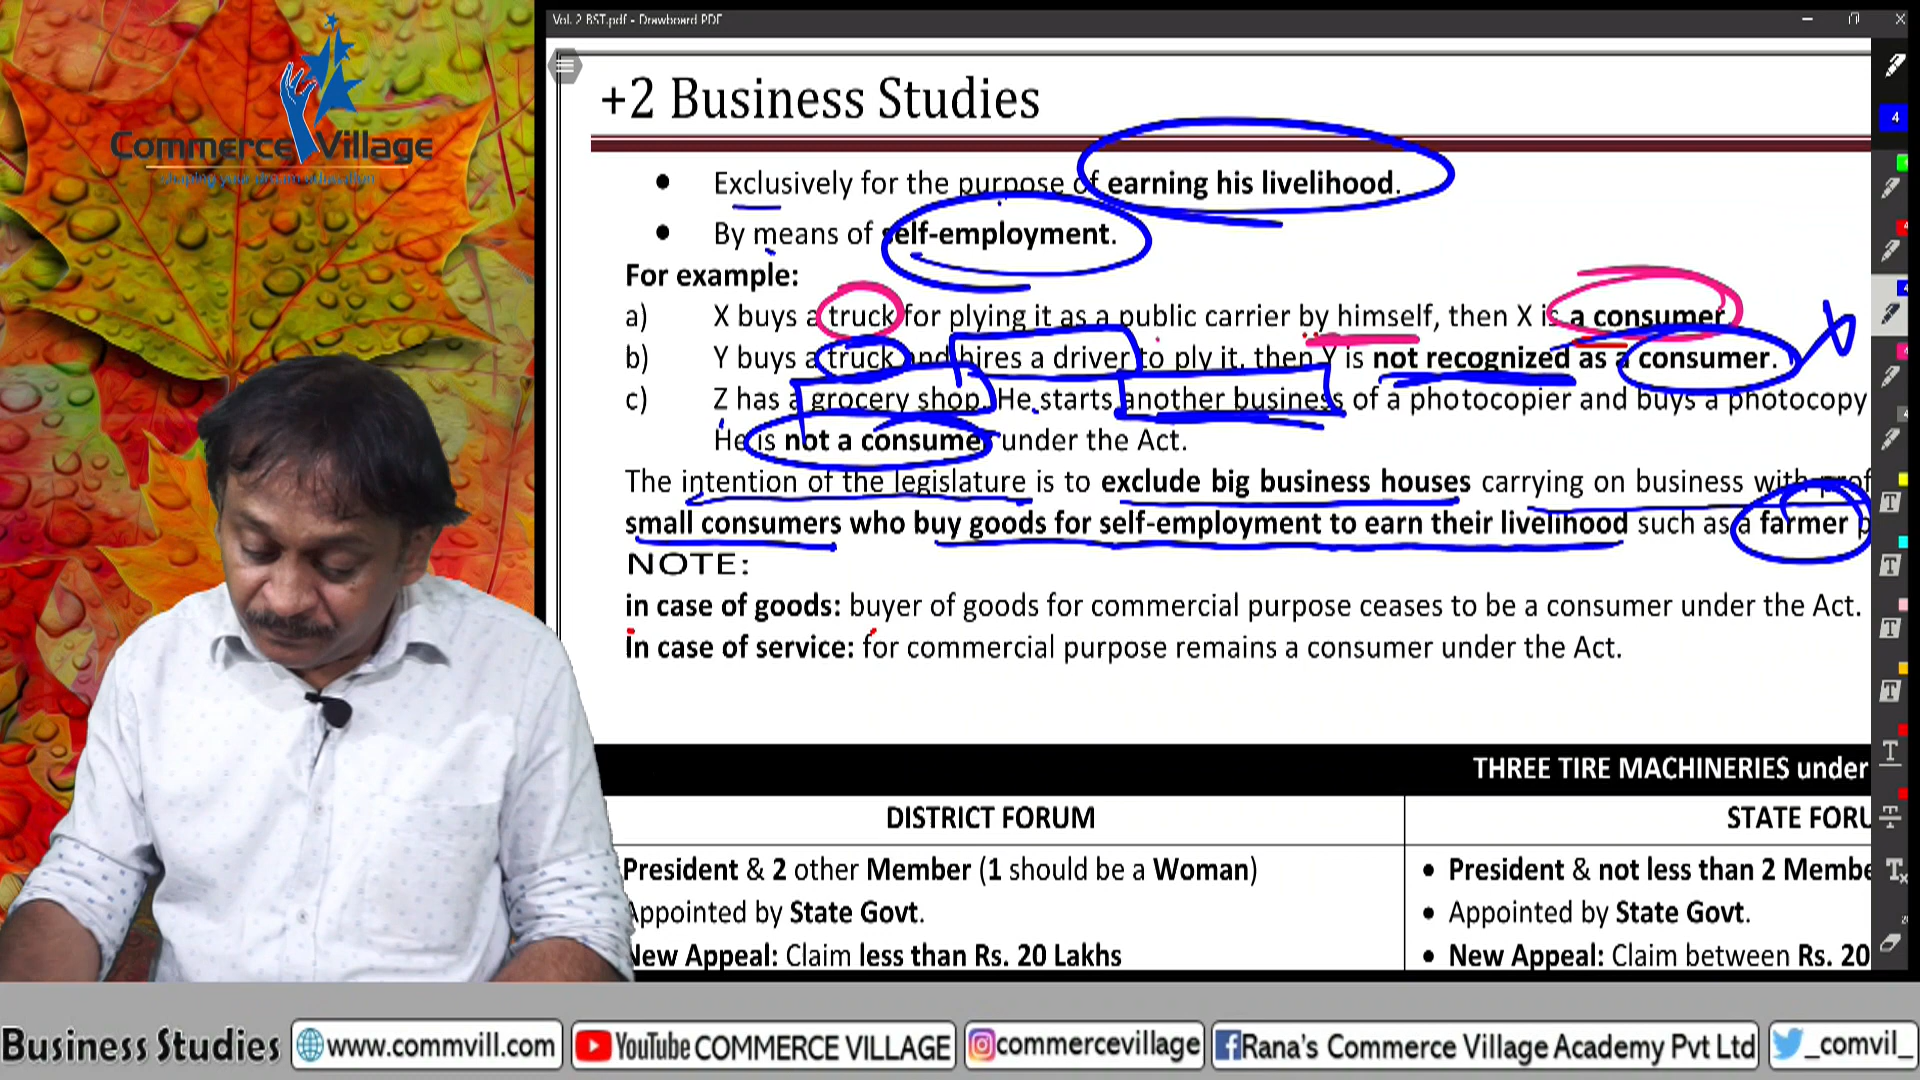 Vol. 2 BST.pdf - Drawboard PDF
Commerce Village
shaping your dream education
+2 Business Studies
• Exclusively for the purpose of earning his livelihood.
• By means of self-employment.
For example:
a) X buys a truck for plying it as a public carrier by himself, then X is a consumer.
b) Y buys a truck and hires a driver to ply it, then Y is not recognized as a consumer.
c) Z has a grocery shop. He starts another business of a photocopier and buys a photocopy
He is not a consumer under the Act.
The intention of the legislature is to exclude big business houses carrying on business with prof
small consumers who buy goods for self-employment to earn their livelihood such as a farmer
NOTE:
in case of goods: buyer of goods for commercial purpose ceases to be a consumer under the Act.
In case of service: for commercial purpose remains a consumer under the Act.
THREE TIRE MACHINERIES under
DISTRICT FORUM
STATE FORU
President & 2 other Member (1 should be a Woman)
Appointed by State Govt.
New Appeal: Claim less than Rs. 20 Lakhs
• President & not less than 2 Membe
• Appointed by State Govt.
• New Appeal: Claim between Rs. 20
Business Studies
www.commvill.com
YouTube COMMERCE VILLAGE
commercevillage
Rana's Commerce Village Academy Pvt Ltd
_comvil_